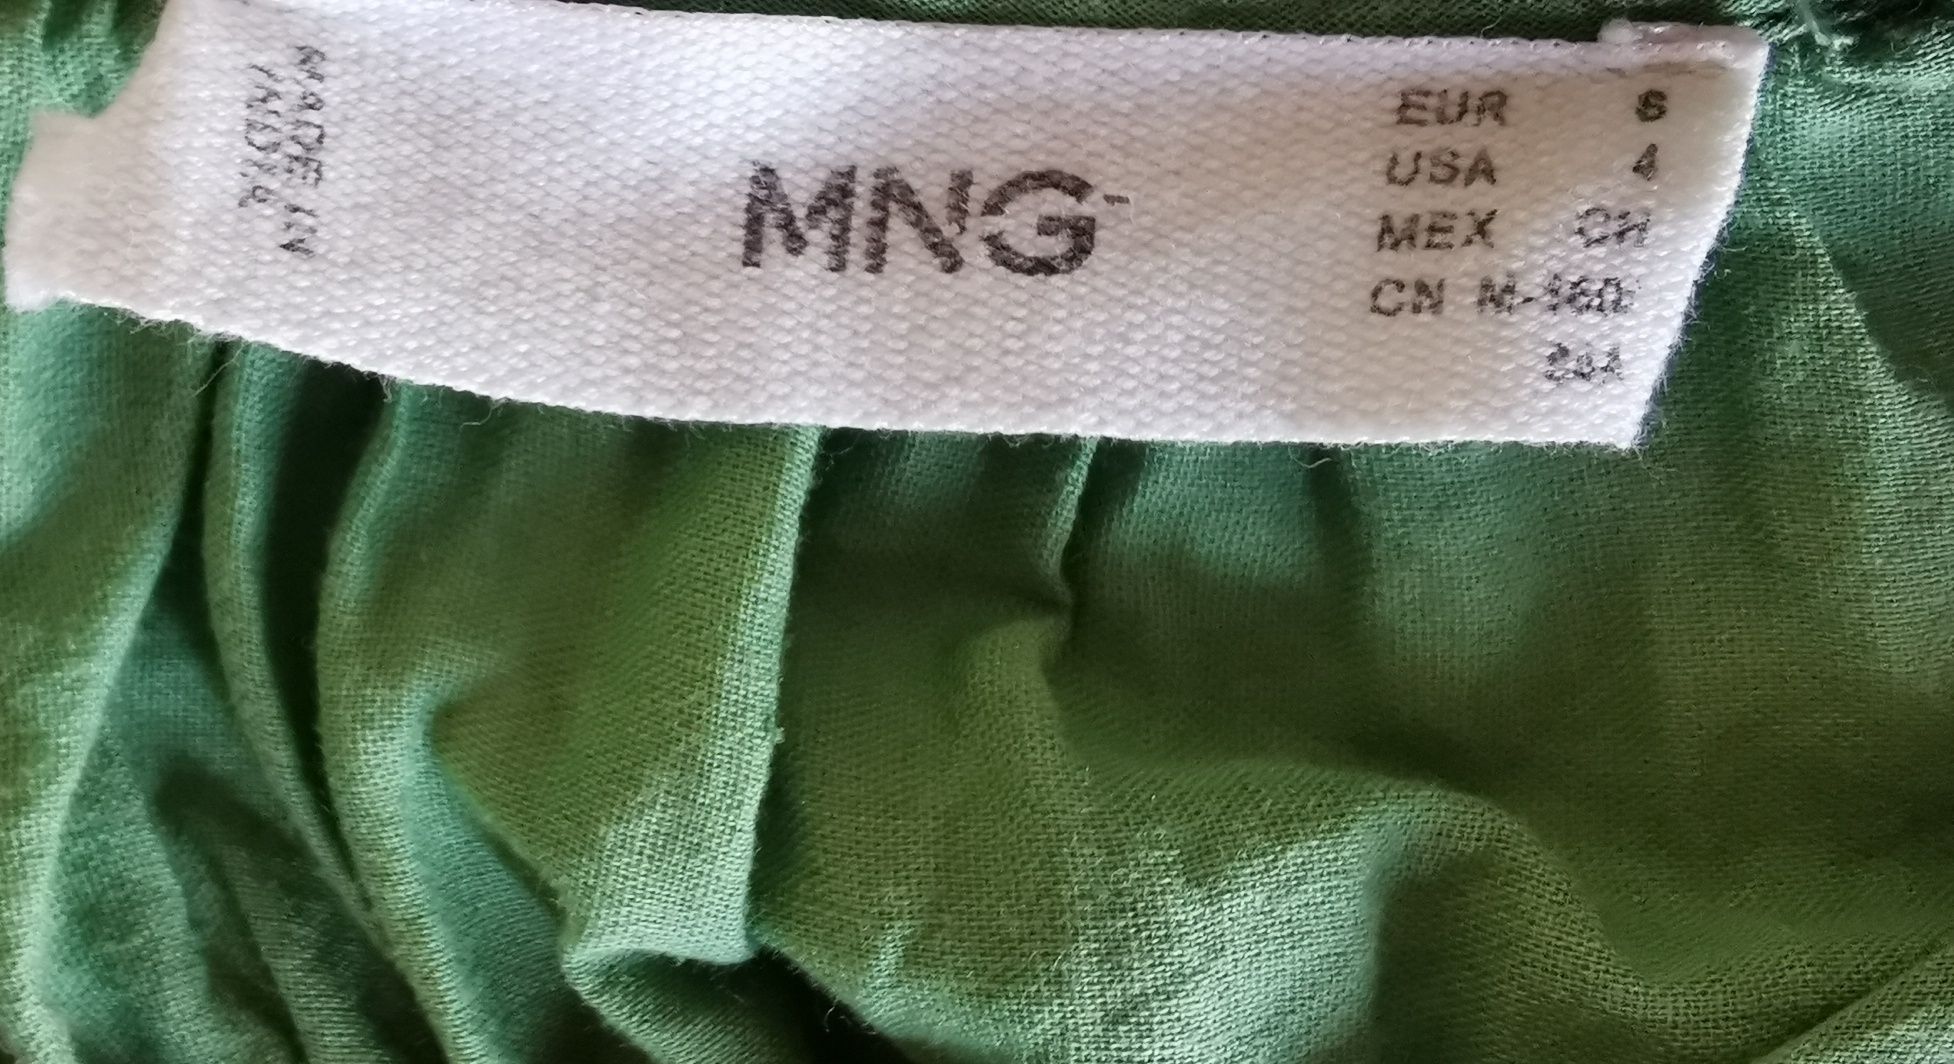 MADE IN
INDIA
MNG
EUR S
USA 4
MEX CH
CN M-160